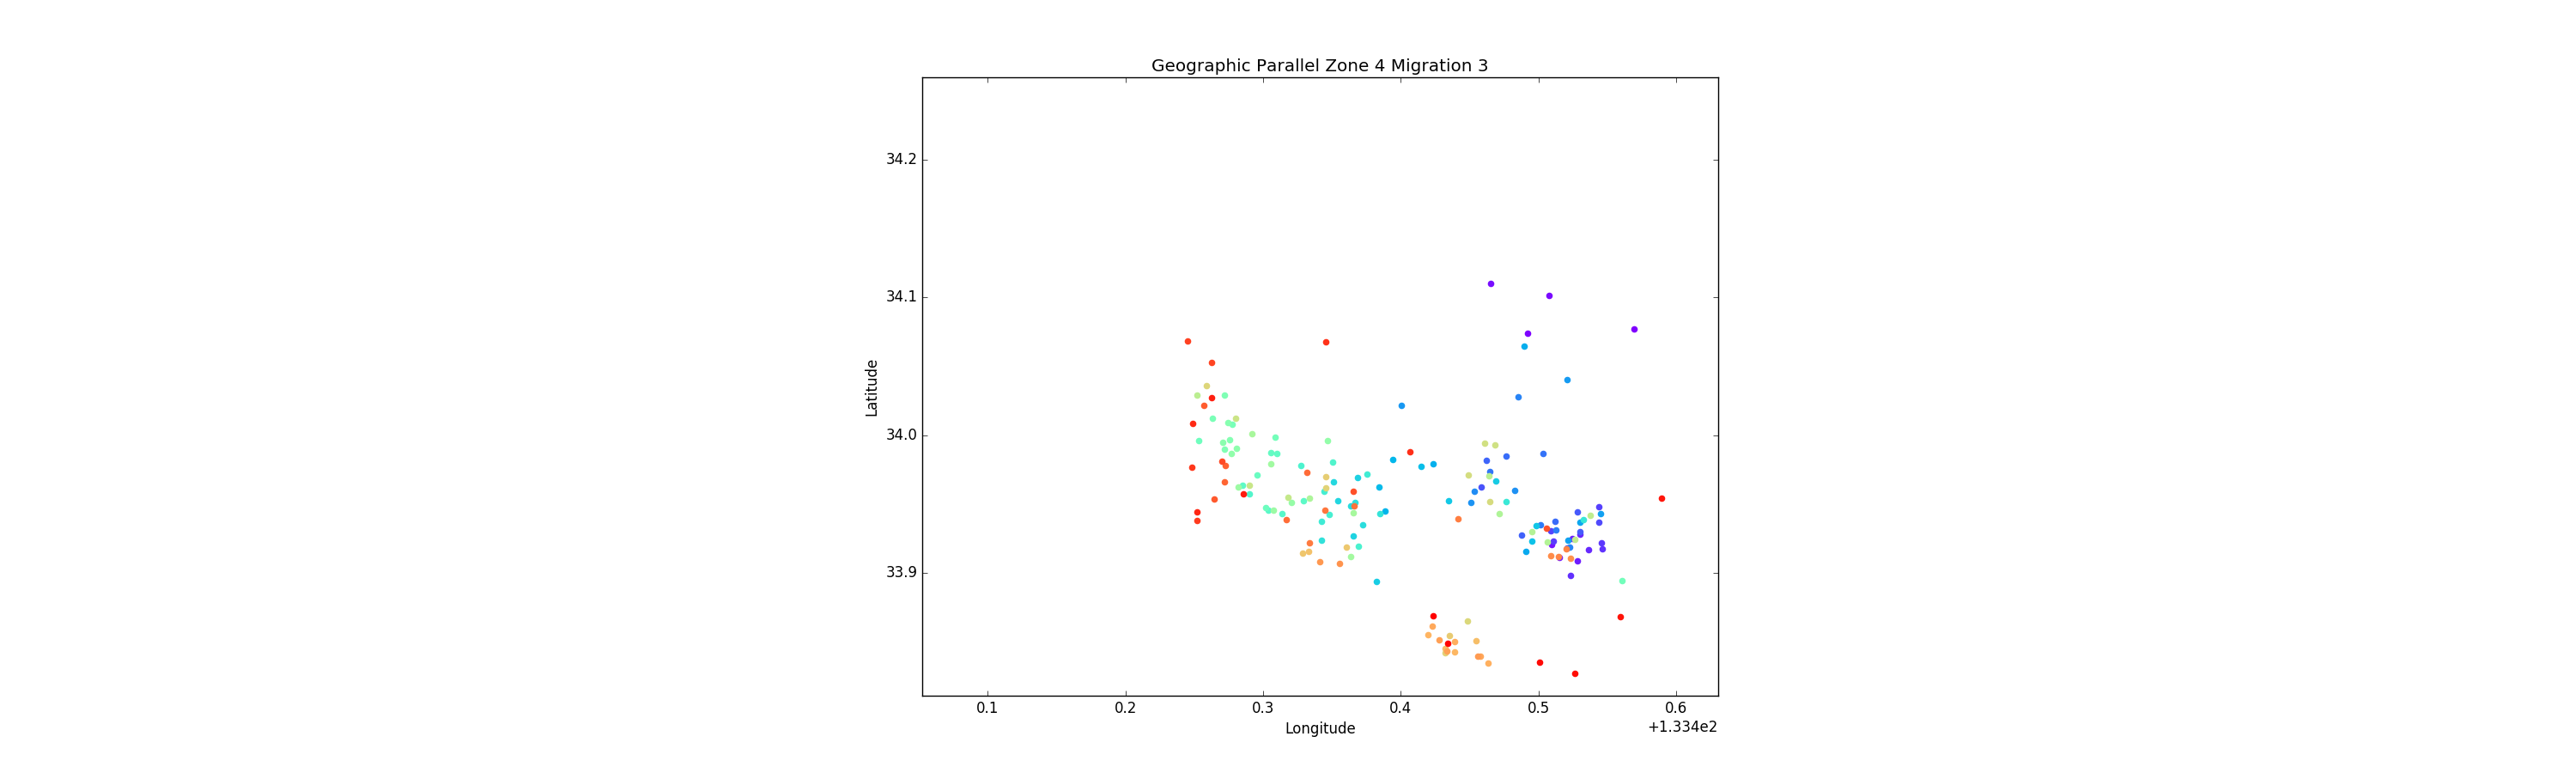 Geographic Parallel Zone 4 Migration 3
34.2
34.1
34.0
33.9
Latitude
0.1 0.2 0.3 0.4 0.5 0.6
Longitude
+1.334e2